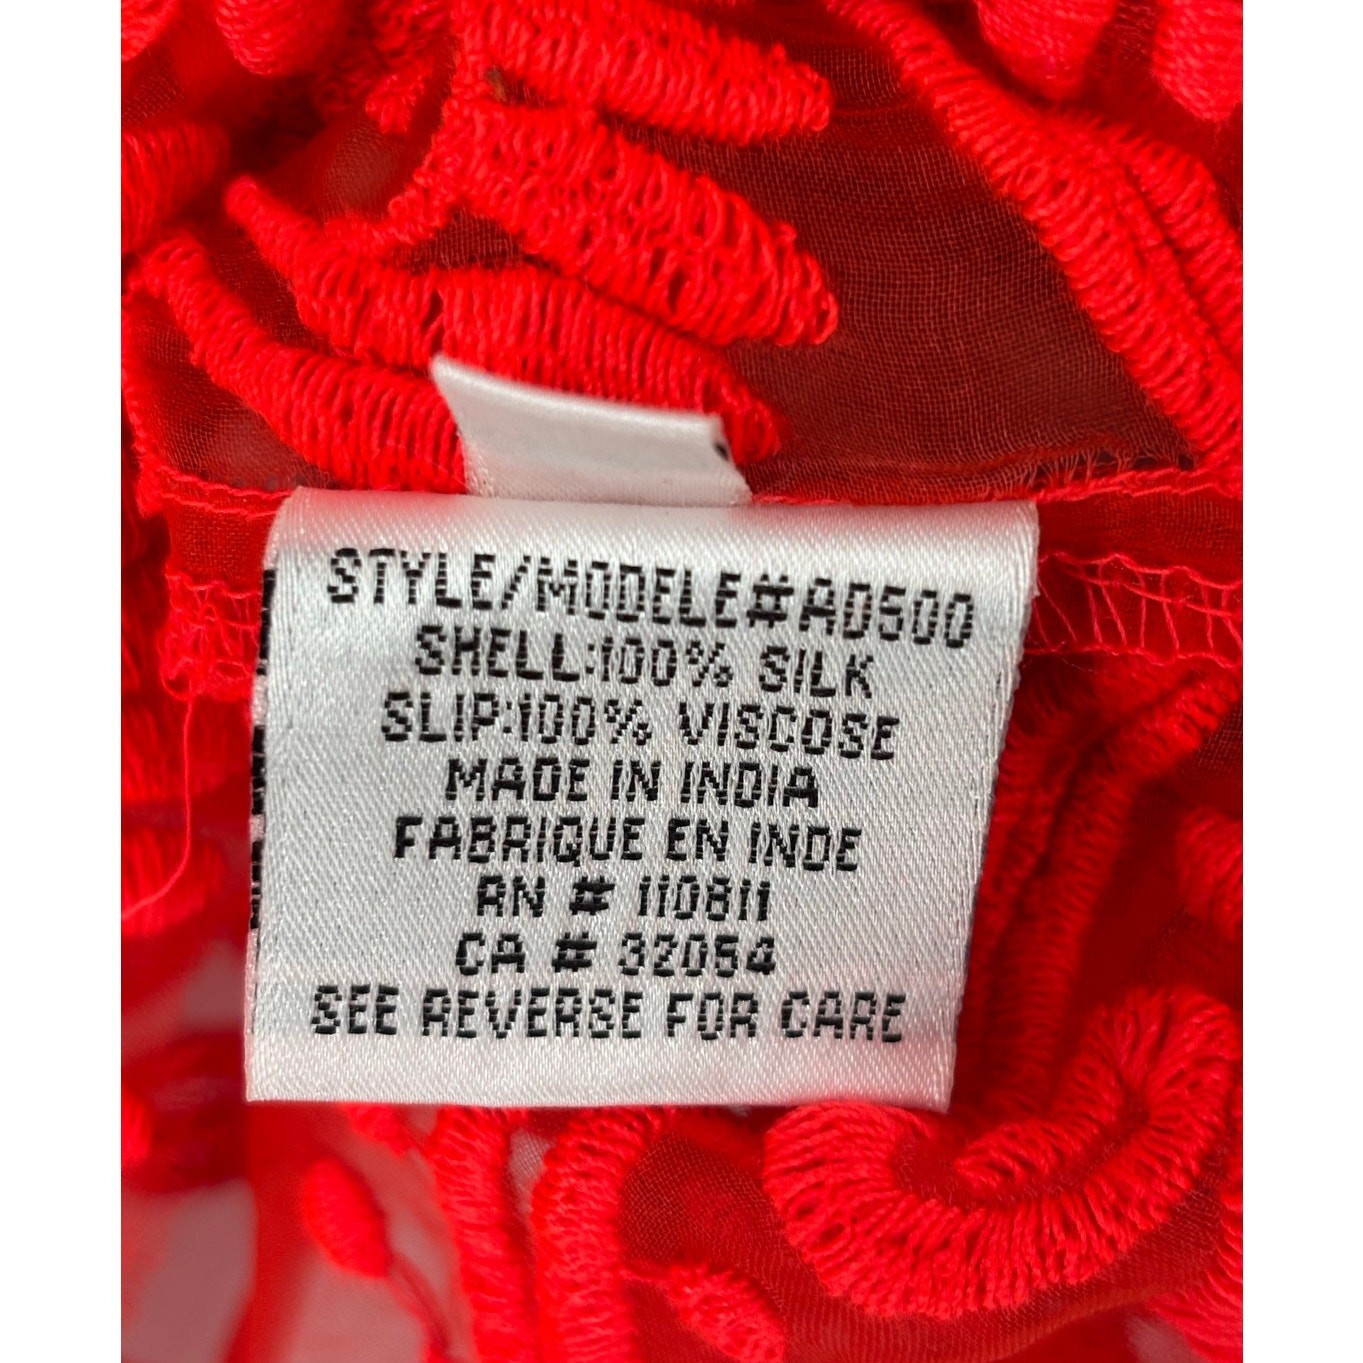 STYLE/MODELE#AD500
SHELL:100% SILK
SLIP:100% VISCOSE
MADE IN INDIA
FABRIQUE EN INDE
RN # 110811
CA # 32054
SEE REVERSE FOR CARE